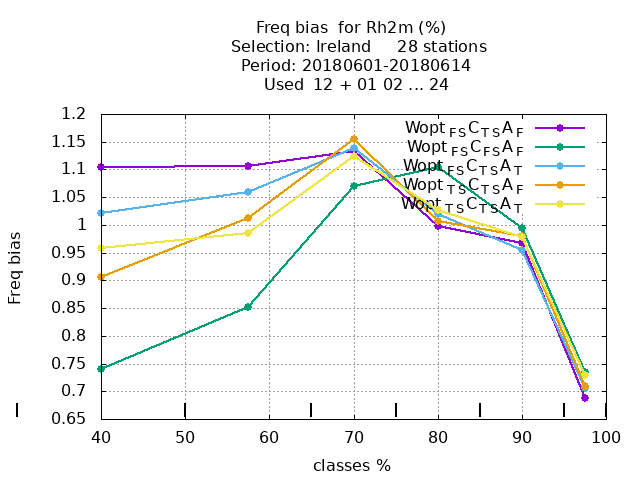 Freq bias  for Rh2m (%)
Selection: Ireland     28 stations
Period: 20180601-20180614
Used  12 + 01 02 ... 24
Wopt FS C TS A F
Wopt FS C FS A F
Wopt FS C TS A T
Wopt TS C TS A F
Wopt TS C TS A T
1.2
1.15
1.1
1.05
1
0.95
0.9
0.85
0.8
0.75
0.7
0.65
Freq bias
40 50 60 70 80 90 100
classes %